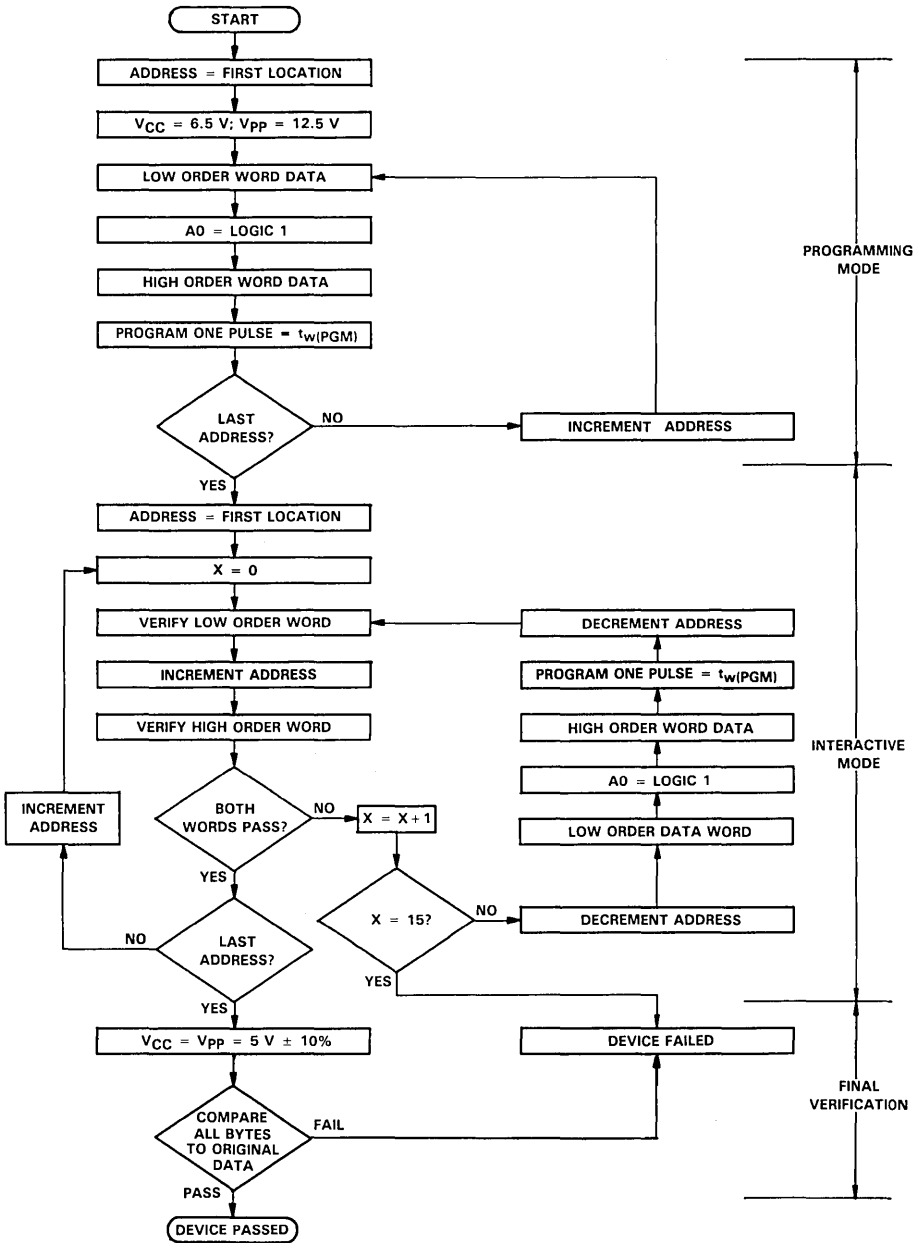 START
ADDRESS = FIRST LOCATION
VCC = 6.5 V; VPP = 12.5 V
LOW ORDER WORD DATA
A0 = LOGIC 1
HIGH ORDER WORD DATA
PROGRAM ONE PULSE = tw(PGM)
LAST
ADDRESS?
NO
INCREMENT ADDRESS
YES
PROGRAMMING
MODE
ADDRESS = FIRST LOCATION
X = 0
VERIFY LOW ORDER WORD
INCREMENT ADDRESS
VERIFY HIGH ORDER WORD
BOTH
WORDS PASS?
NO
X = X+1
YES
INCREMENT
ADDRESS
LAST
ADDRESS?
NO
YES
X = 15?
NO
YES
DECREMENT ADDRESS
LOW ORDER DATA WORD
A0 = LOGIC 1
HIGH ORDER WORD DATA
PROGRAM ONE PULSE = tw(PGM)
DECREMENT ADDRESS
INTERACTIVE
MODE
VCC = VPP = 5 V ± 10%
DEVICE FAILED
COMPARE
ALL BYTES
TO ORIGINAL
DATA
FAIL
PASS
DEVICE PASSED
FINAL
VERIFICATION